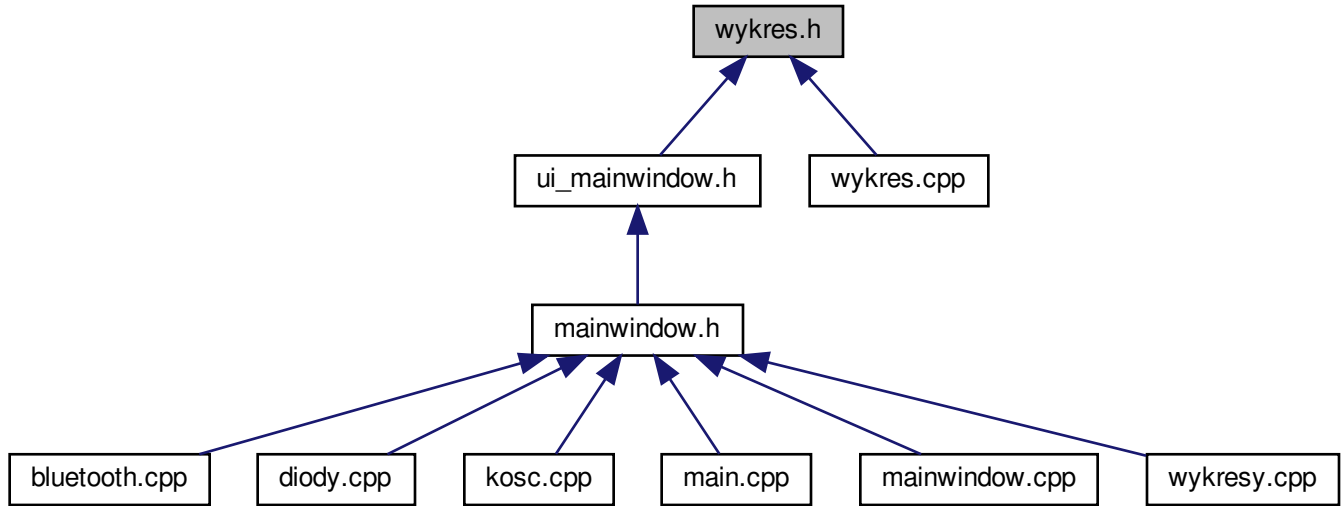 wykres.h
ui_mainwindow.h
wykres.cpp
mainwindow.h
bluetooth.cpp
diody.cpp
kosc.cpp
main.cpp
mainwindow.cpp
wykresy.cpp